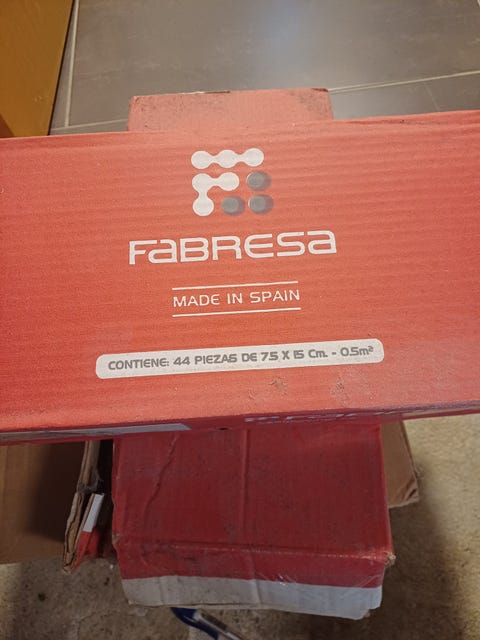 FABRESA
MADE IN SPAIN
CONTIENE: 44 PIEZAS DE 7,5 X 15 Cm. - 0.5m²